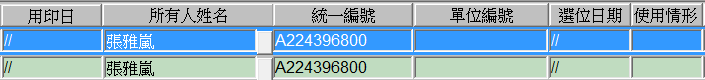 用印日 所有人姓名 統一編號 單位編號 選位日期 使用情形
// 張雅嵐 A224396800 //
// 張雅嵐 A224396800 //